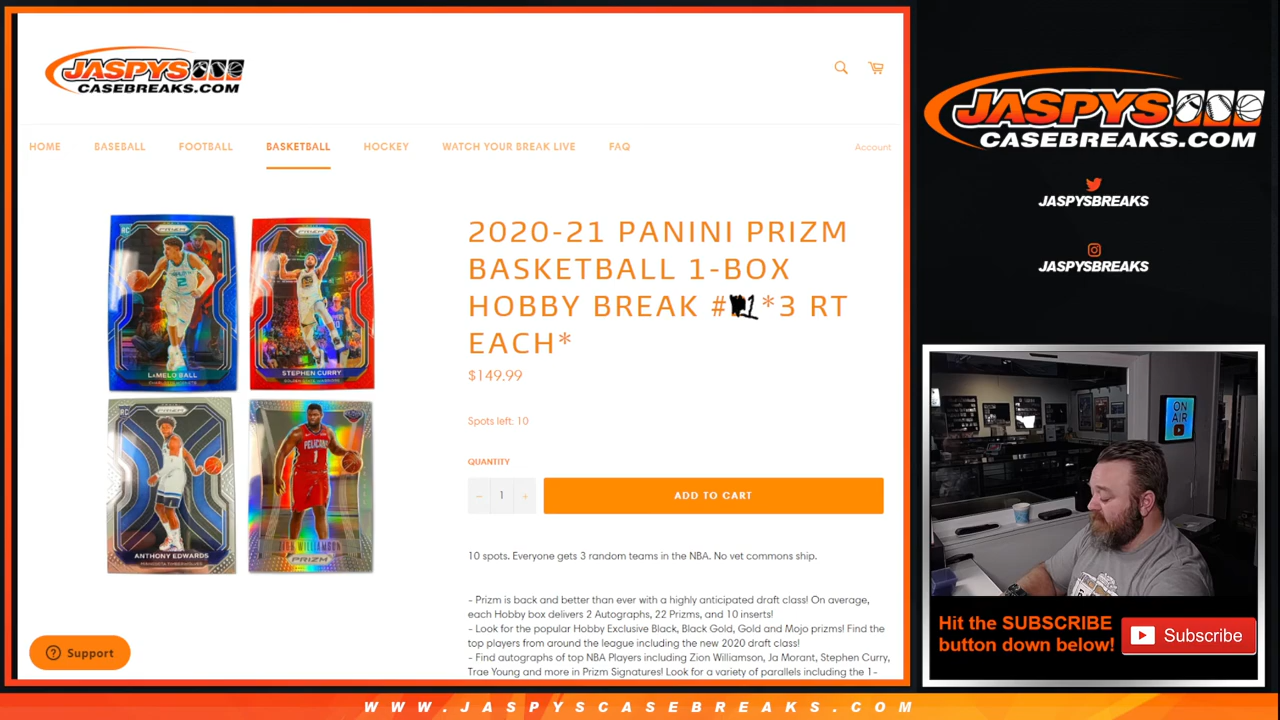 JASPYS
CASEBREAKS.COM
HOME BASEBALL FOOTBALL BASKETBALL HOCKEY WATCH YOUR BREAK LIVE FAQ Account
2020-21 PANINI PRIZM
BASKETBALL 1-BOX
HOBBY BREAK # *3 RT
EACH*
$149.99
Spots left: 10
QUANTITY
− 1 +
ADD TO CART
10 spots. Everyone gets 3 random teams in the NBA. No vet commons ship.
- Prizm is back and better than ever with a highly anticipated draft class! On average,
each Hobby box delivers 2 Autographs, 22 Prizms, and 10 inserts!
- Look for the popular Hobby Exclusive Black, Black Gold, Gold and Mojo prizms! Find the
top players from around the league including the new 2020 draft class!
- Find autographs of top NBA Players including Zion Williamson, Ja Morant, Stephen Curry,
Trae Young and more in Prizm Signatures! Look for a variety of parallels including the 1-
RC PRIZM
2
LaMELO BALL
CHARLOTTE HORNETS
PRIZM
STEPHEN CURRY
GOLDEN STATE WARRIORS
RC PRIZM
ANTHONY EDWARDS
MINNESOTA TIMBERWOLVES
PELICANS
1
ZION WILLIAMSON
PRIZM
Support
JASPYS
CASEBREAKS.COM
JASPYSBREAKS
JASPYSBREAKS
ON
AIR
Hit the SUBSCRIBE
button down below!
Subscribe
WWW.JASPYSCASEBREAKS.COM